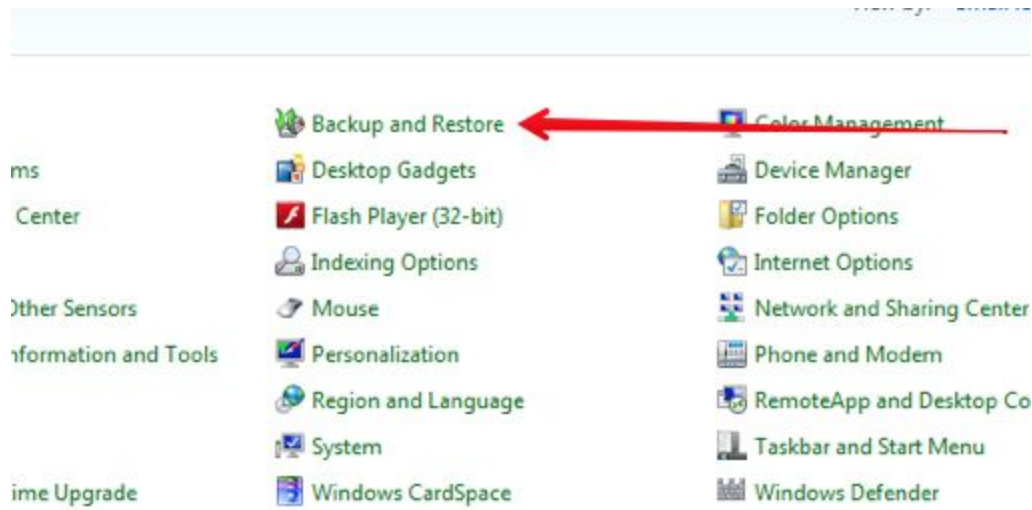 Backup and Restore
Color Management
ms
Desktop Gadgets
Device Manager
Center
Flash Player (32-bit)
Folder Options
Indexing Options
Internet Options
Other Sensors
Mouse
Network and Sharing Center
nformation and Tools
Personalization
Phone and Modem
Region and Language
RemoteApp and Desktop Co
System
Taskbar and Start Menu
ime Upgrade
Windows CardSpace
Windows Defender